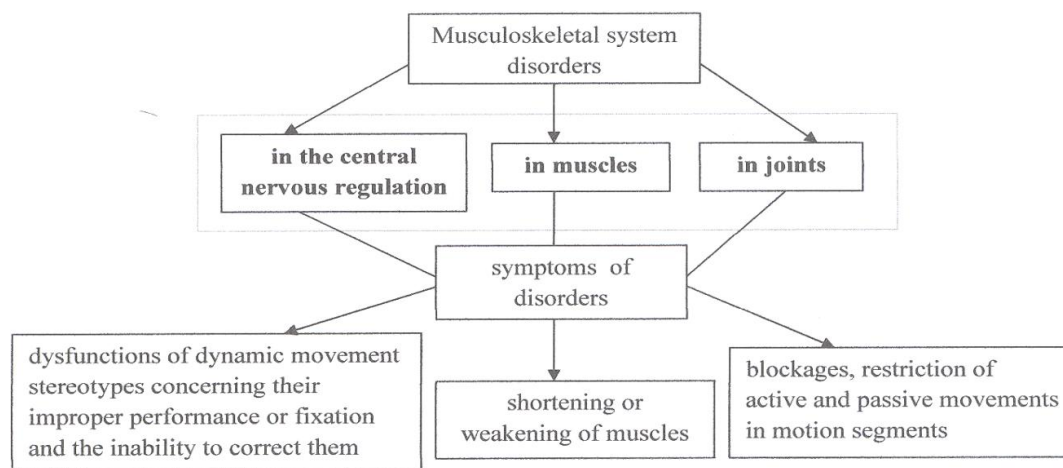 Musculoskeletal system
disorders
in the central
nervous regulation
in muscles
in joints
symptoms of
disorders
dysfunctions of dynamic movement
stereotypes concerning their
improper performance or fixation
and the inability to correct them
shortening or
weakening of muscles
blockages, restriction of
active and passive movements
in motion segments